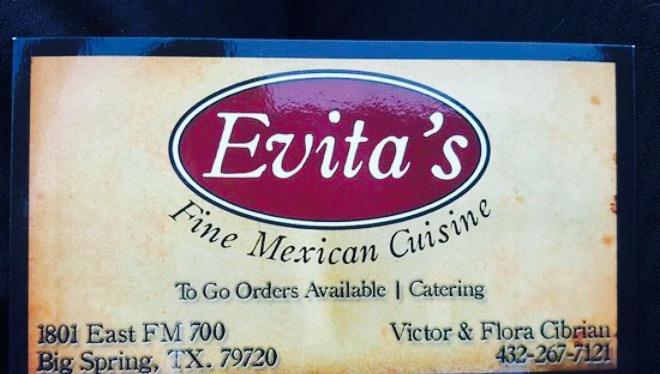 Evita's
Fine Mexican Cuisine
To Go Orders Available | Catering
1801 East FM 700
Big Spring, TX. 79720
Victor & Flora Cibrian
432-267-7121